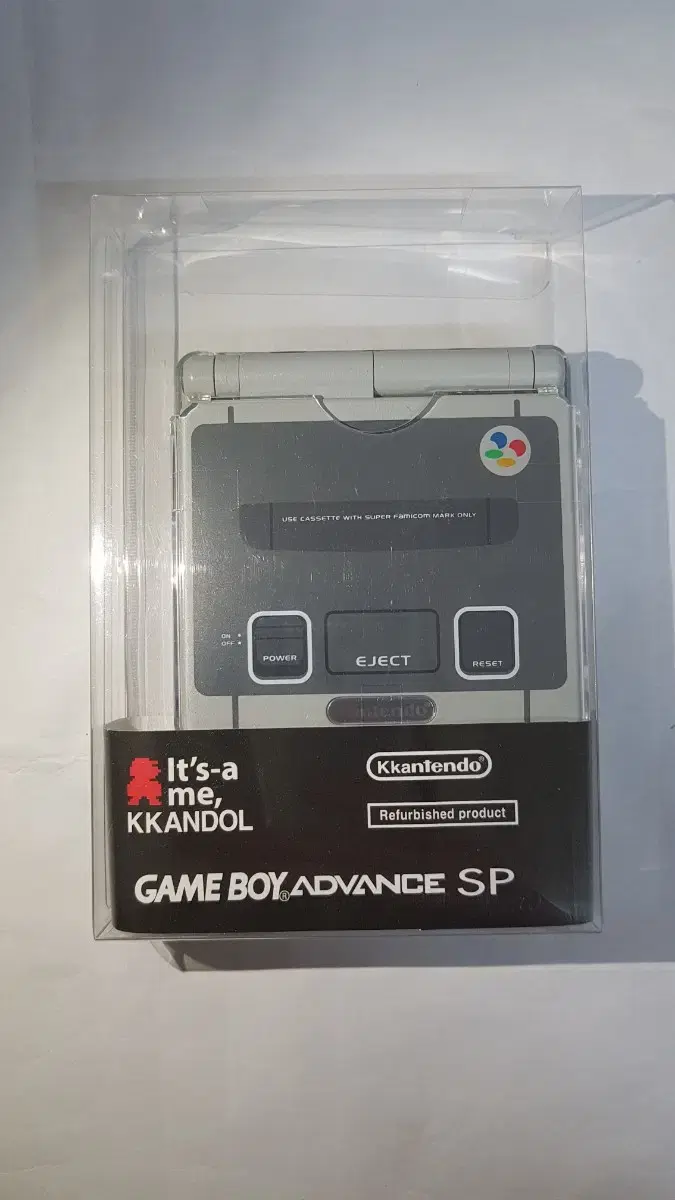 USE CASSETTE WITH SUPER Famicom MARK ONLY
ON
OFF
POWER
EJECT
RESET
Nintendo®
It's-a
me,
KKANDOL
Kkantendo®
Refurbished product
GAME BOY® ADVANCE SP